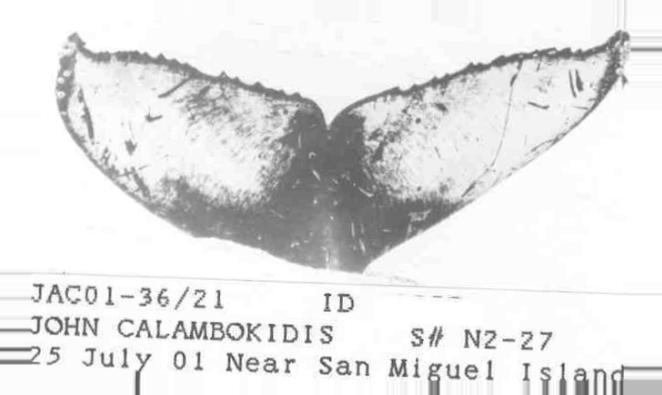 JAC01-36/21 ID ----
JOHN CALAMBOKIDIS S# N2-27
25 July 01 Near San Miguel Island